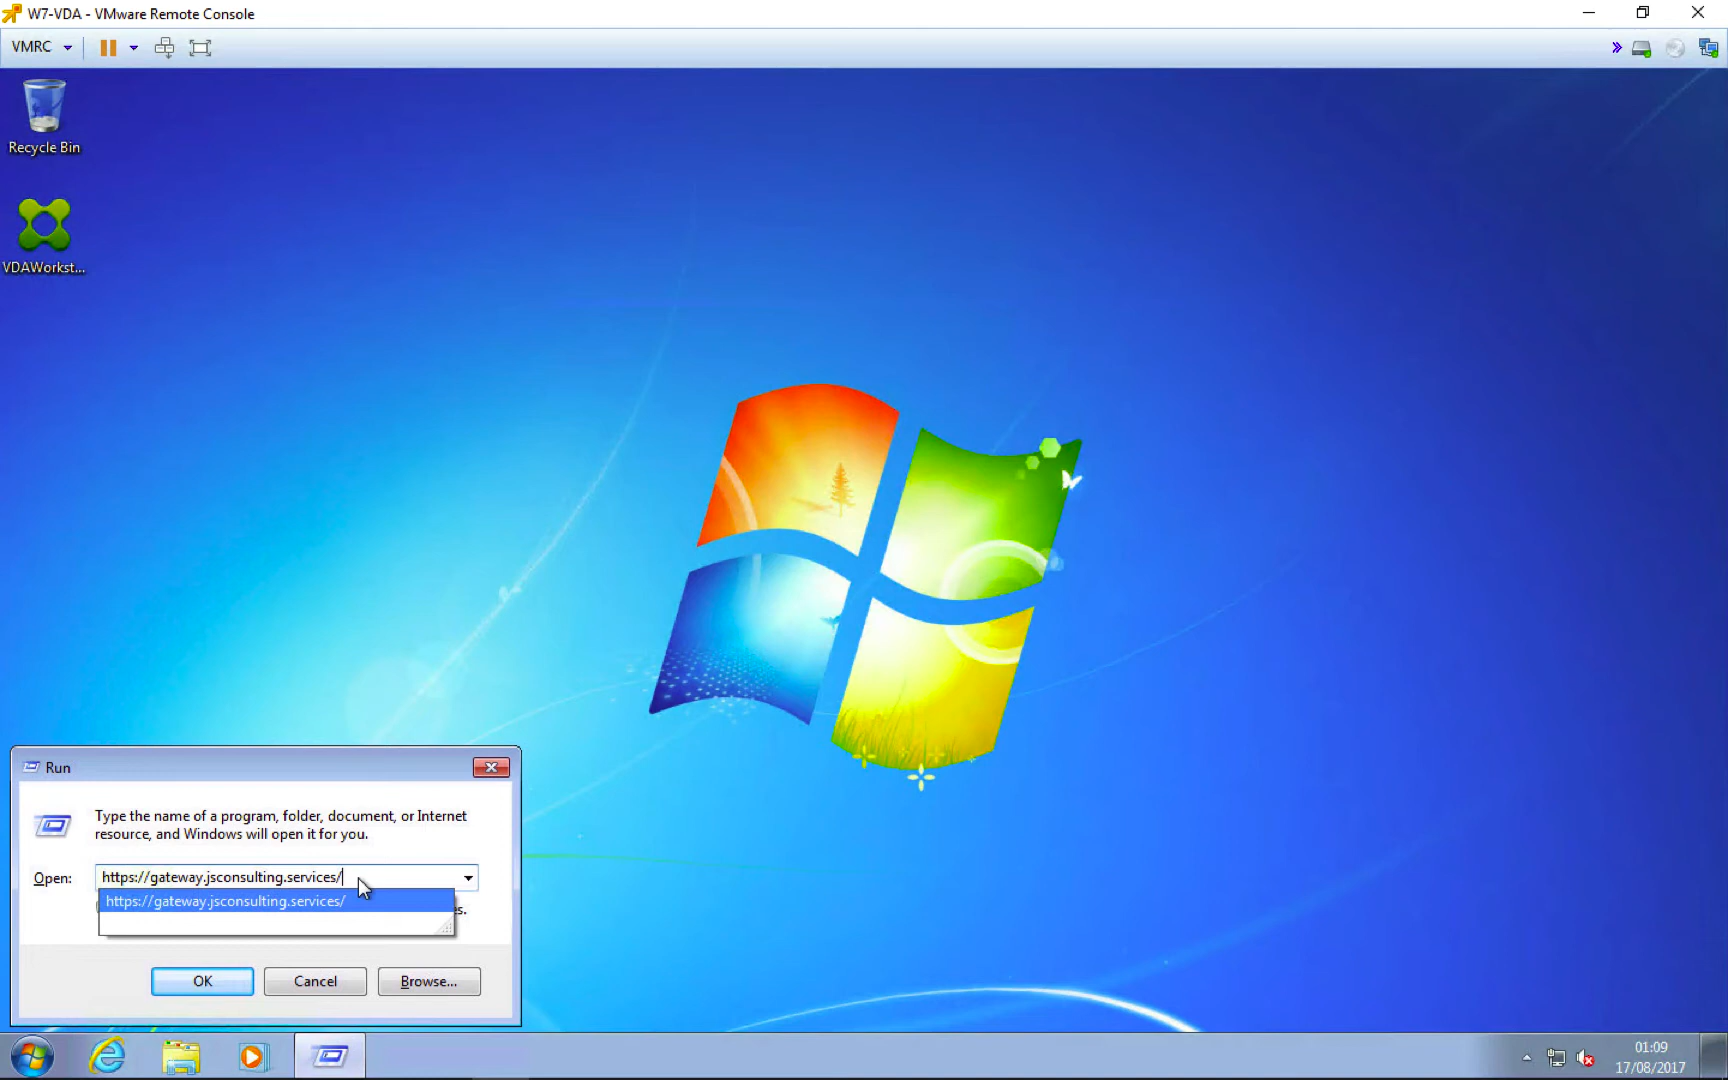 W7-VDA - VMware Remote Console
VMRC
Recycle Bin
VDAWorkst...
Run
Type the name of a program, folder, document, or Internet
resource, and Windows will open it for you.
Open:
https://gateway.jsconsulting.services/
https://gateway.jsconsulting.services/
es.
OK
Cancel
Browse...
01:09
17/08/2017